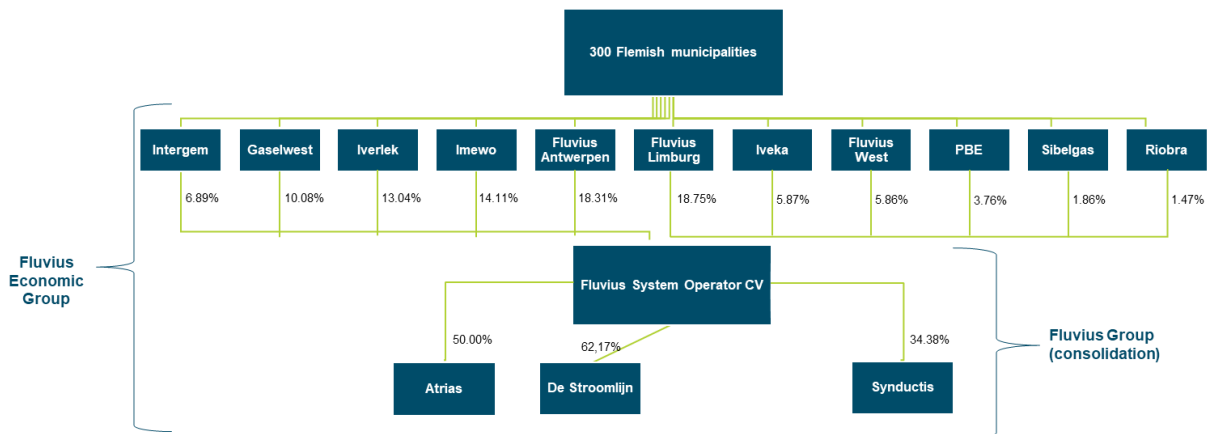 300 Flemish municipalities
Intergem
Gaselwest
Iverlek
Imewo
Fluvius
Antwerpen
Fluvius
Limburg
Iveka
Fluvius
West
PBE
Sibelgas
Riobra
6.89%
10.08%
13.04%
14.11%
18.31%
18.75%
5.87%
5.86%
3.76%
1.86%
1.47%
Fluvius
Economic
Group
Fluvius System Operator CV
Fluvius Group
(consolidation)
50.00%
62,17%
34.38%
Atrias
De Stroomlijn
Synductis